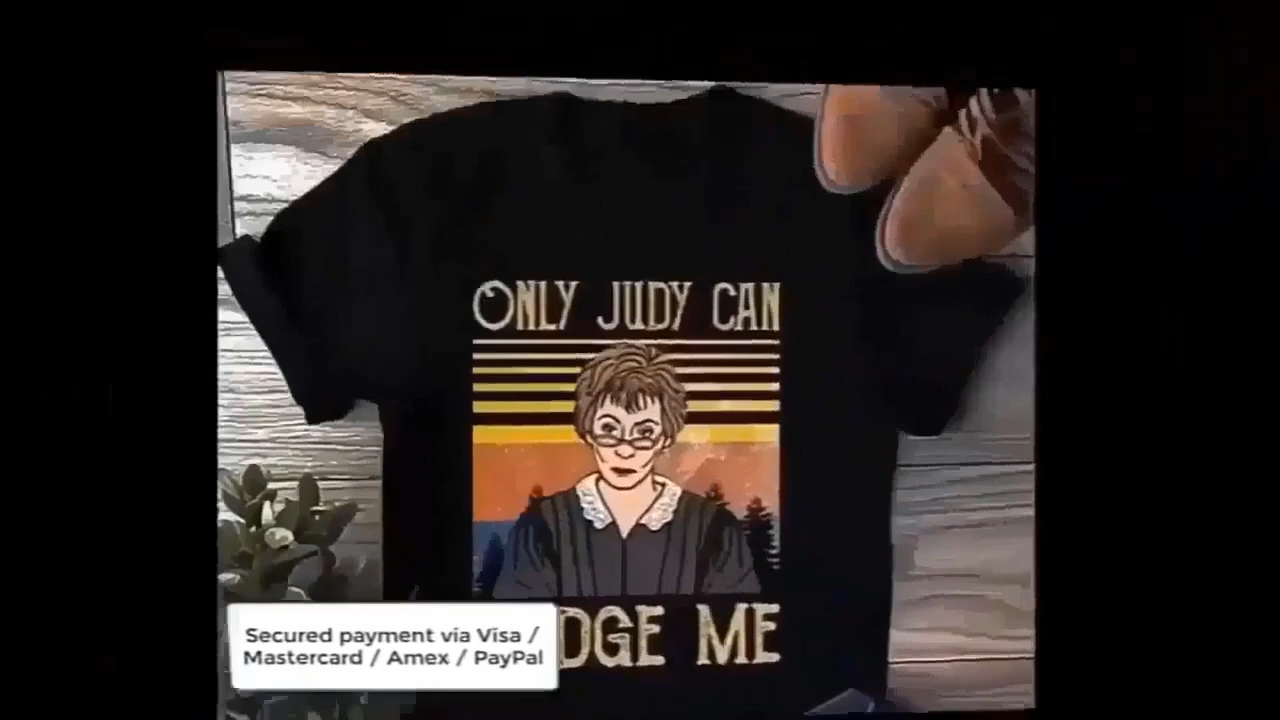 ONLY JUDY CAN
DGE ME
Secured payment via Visa /
Mastercard / Amex / PayPal